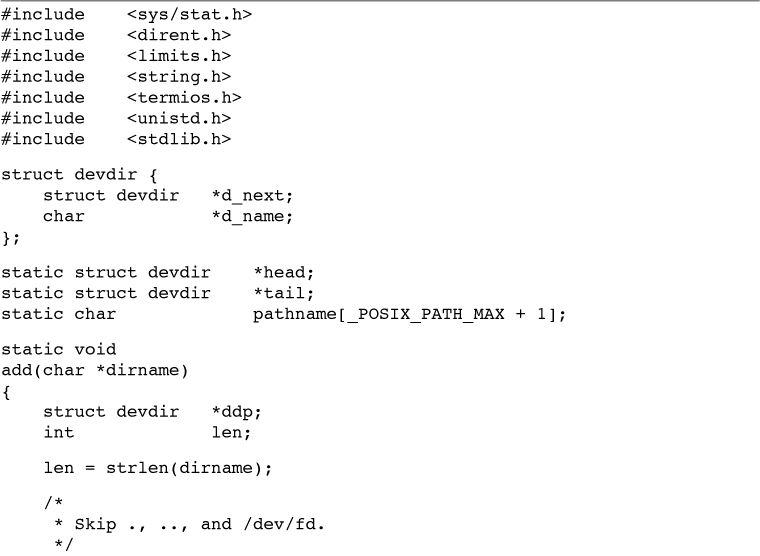 #include    <sys/stat.h>
#include    <dirent.h>
#include    <limits.h>
#include    <string.h>
#include    <termios.h>
#include    <unistd.h>
#include    <stdlib.h>
struct devdir {
    struct devdir   *d_next;
    char            *d_name;
};
static struct devdir    *head;
static struct devdir    *tail;
static char             pathname[_POSIX_PATH_MAX + 1];
static void
add(char *dirname)
{
    struct devdir   *ddp;
    int             len;
    len = strlen(dirname);
    /*
     * Skip ., .., and /dev/fd.
     */